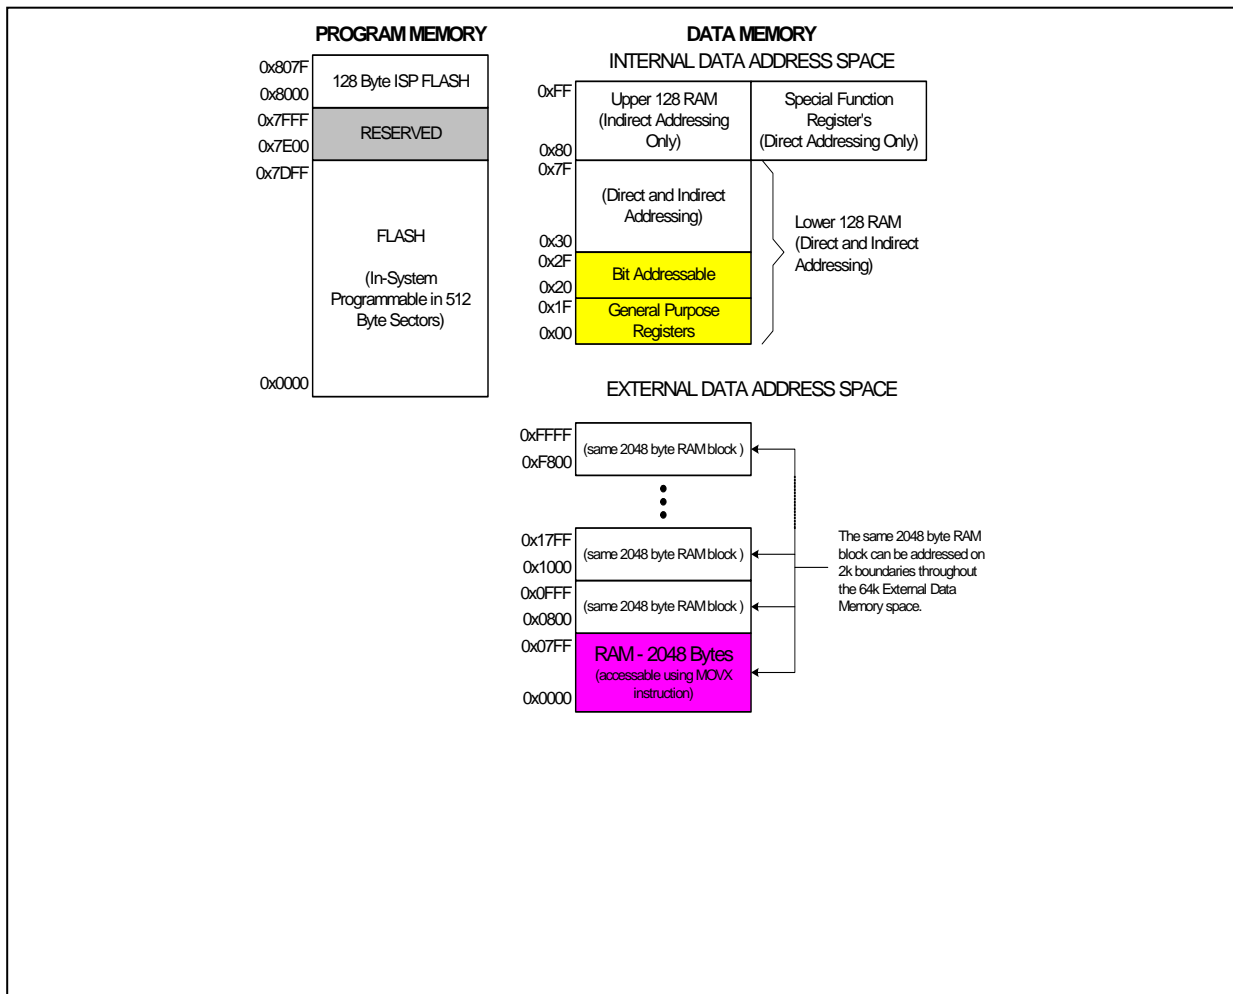 PROGRAM MEMORY
0x807F
0x8000
128 Byte ISP FLASH
0x7FFF
0x7E00
RESERVED
0x7DFF
FLASH
(In-System
Programmable in 512
Byte Sectors)
0x0000
DATA MEMORY
INTERNAL DATA ADDRESS SPACE
0xFF
Upper 128 RAM
(Indirect Addressing
Only)
0x80
Special Function
Register's
(Direct Addressing Only)
0x7F
(Direct and Indirect
Addressing)
0x30
Lower 128 RAM
(Direct and Indirect
Addressing)
0x2F
Bit Addressable
0x20
0x1F
General Purpose
Registers
0x00
EXTERNAL DATA ADDRESS SPACE
0xFFFF
(same 2048 byte RAM block )
0xF800
0x17FF
(same 2048 byte RAM block )
0x1000
0x0FFF
(same 2048 byte RAM block )
0x0800
0x07FF
RAM - 2048 Bytes
(accessable using MOVX
instruction)
0x0000
The same 2048 byte RAM
block can be addressed on
2k boundaries throughout
the 64k External Data
Memory space.